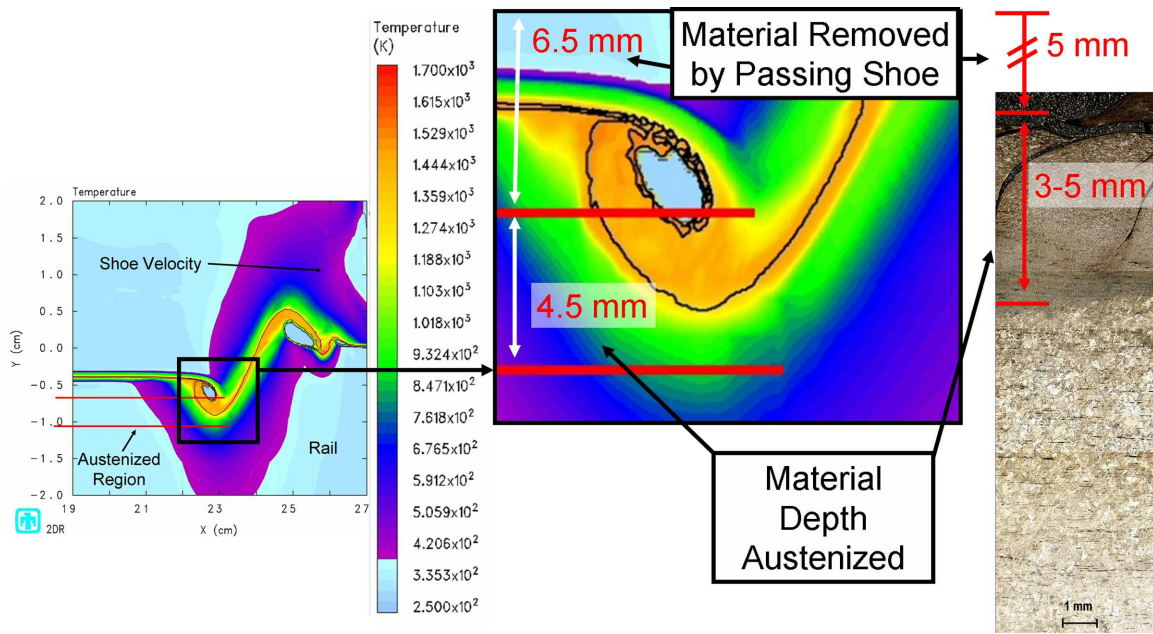 Temperature
Shoe Velocity
Austenized
Region
Rail
Y (cm)
2.0
1.5
1.0
0.5
0.0
-0.5
-1.0
-1.5
-2.0
19
21
23
25
27
X (cm)
2DR
Temperature
(K)
1.700x10³
1.615x10³
1.529x10³
1.444x10³
1.359x10³
1.274x10³
1.188x10³
1.103x10³
1.018x10³
9.324x10²
8.471x10²
7.618x10²
6.765x10²
5.912x10²
5.059x10²
4.206x10²
3.353x10²
2.500x10²
6.5 mm
4.5 mm
Material Removed
by Passing Shoe
Material
Depth
Austenized
5 mm
3-5 mm
1 mm